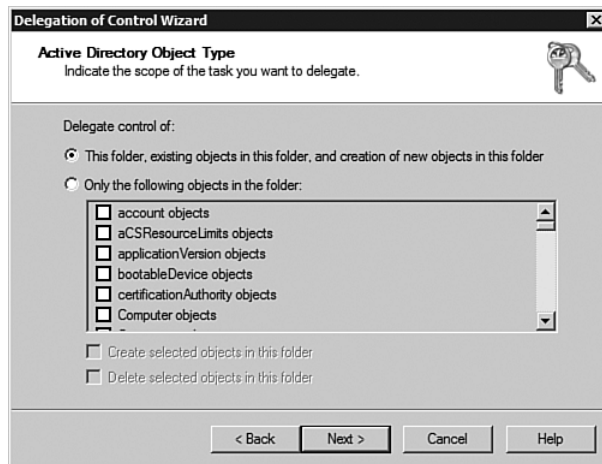 Delegation of Control Wizard
Active Directory Object Type
Indicate the scope of the task you want to delegate.
Delegate control of:
This folder, existing objects in this folder, and creation of new objects in this folder
Only the following objects in the folder:
account objects
aCSResourceLimits objects
applicationVersion objects
bootableDevice objects
certificationAuthority objects
Computer objects
Create selected objects in this folder
Delete selected objects in this folder
< Back
Next >
Cancel
Help